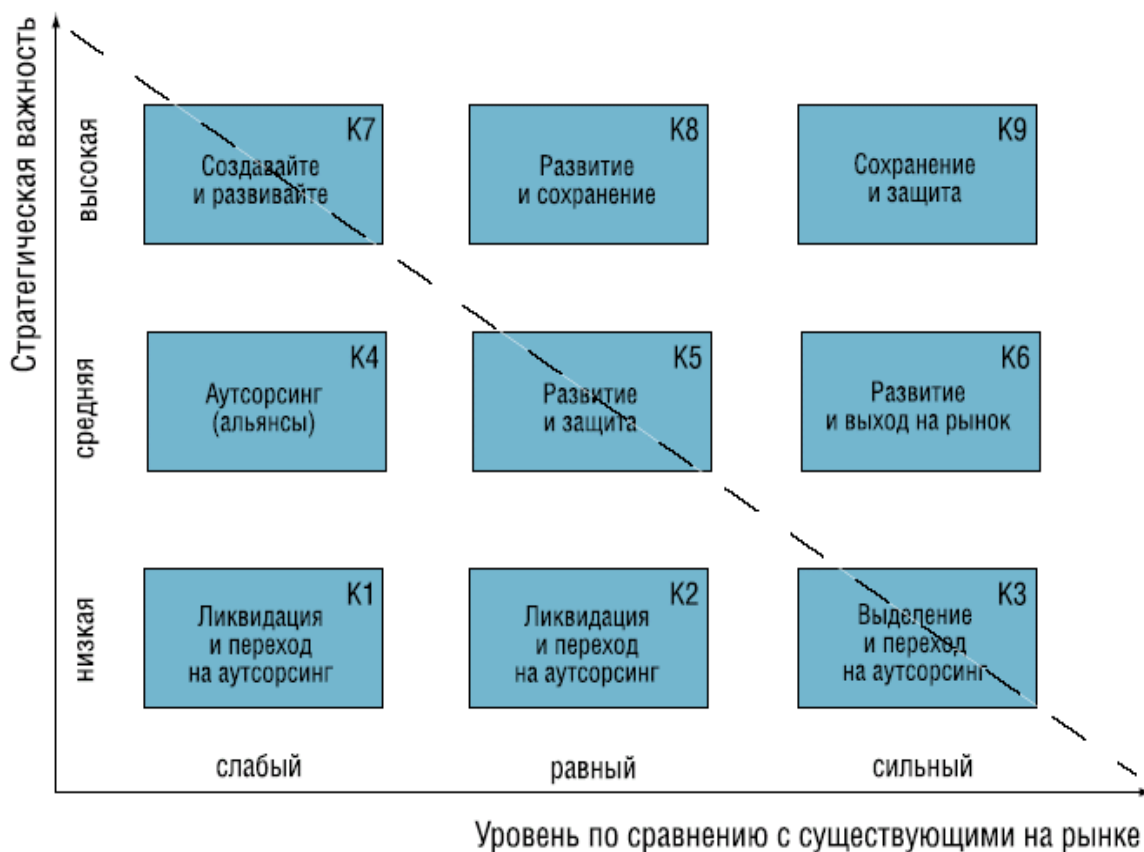 Стратегическая важность
высокая
K7
Создавайте
и развивайте
K8
Развитие
и сохранение
K9
Сохранение
и защита
средняя
K4
Аутсорсинг
(альянсы)
K5
Развитие
и защита
K6
Развитие
и выход на рынок
низкая
K1
Ликвидация
и переход
на аутсорсинг
K2
Ликвидация
и переход
на аутсорсинг
K3
Выделение
и переход
на аутсорсинг
слабый
равный
сильный
Уровень по сравнению с существующими на рынке